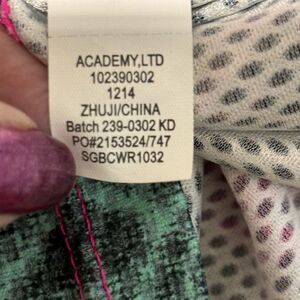 ACADEMY,LTD
102390302
1214
ZHUJI/CHINA
Batch 239-0302 KD
PO#2153524/747
SGBCWR1032